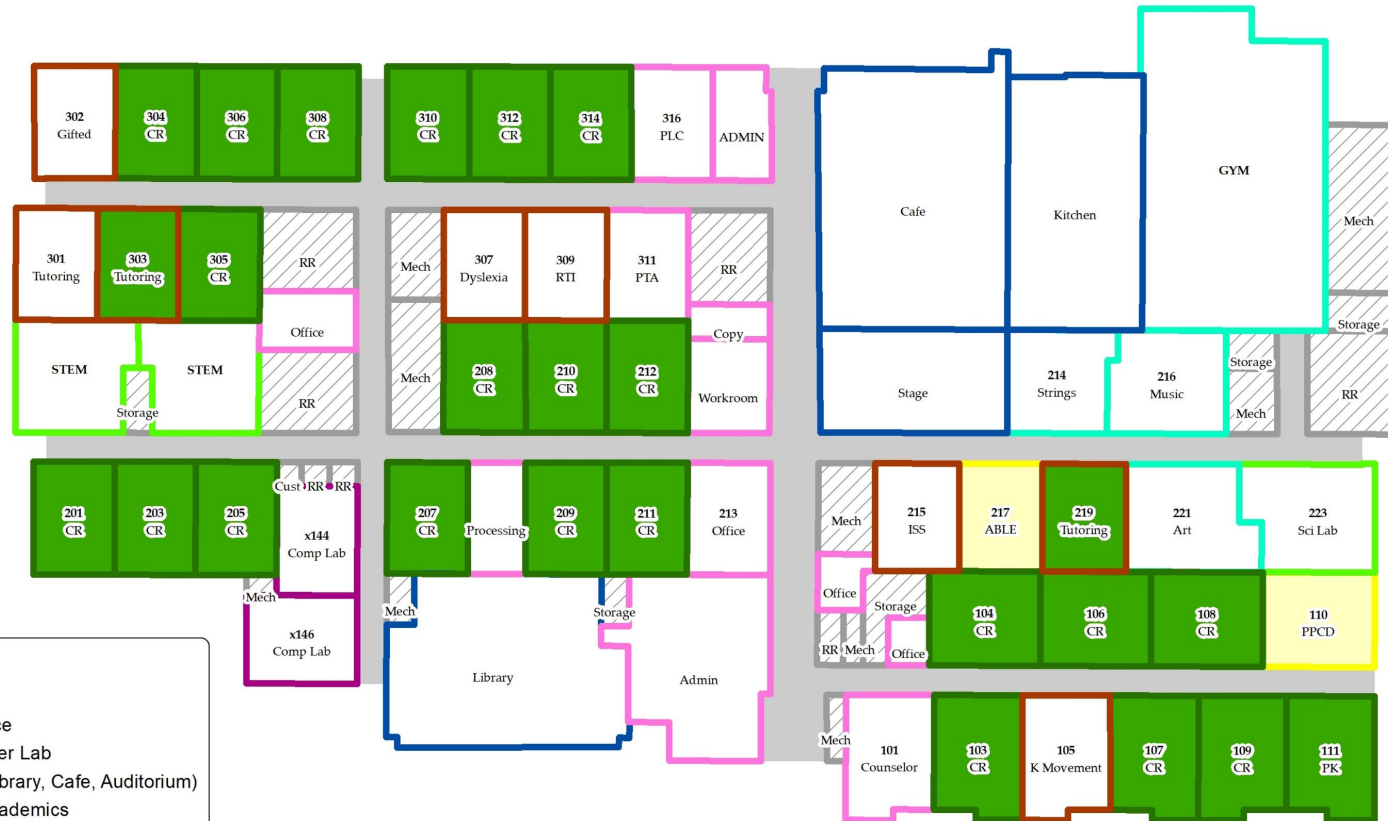 302
Gifted
304
CR
306
CR
308
CR
310
CR
312
CR
314
CR
316
PLC
ADMIN
Cafe
Kitchen
GYM
Mech
301
Tutoring
303
Tutoring
305
CR
RR
Mech
307
Dyslexia
309
RTI
311
PTA
RR
Office
Copy
Storage
STEM
STEM
Storage
RR
Mech
208
CR
210
CR
212
CR
Workroom
Stage
214
Strings
216
Music
Storage
Mech
RR
201
CR
203
CR
205
CR
Cust
RR
RR
x144
Comp Lab
207
CR
Processing
209
CR
211
CR
213
Office
Mech
215
ISS
217
ABLE
219
Tutoring
221
Art
223
Sci Lab
Mech
x146
Comp Lab
Mech
Library
Storage
Admin
Office
Storage
RR
Mech
Office
104
CR
106
CR
108
CR
110
PPCD
Mech
101
Counselor
103
CR
105
K Movement
107
CR
109
CR
111
PK
ce
er Lab
ibrary, Cafe, Auditorium)
ademics